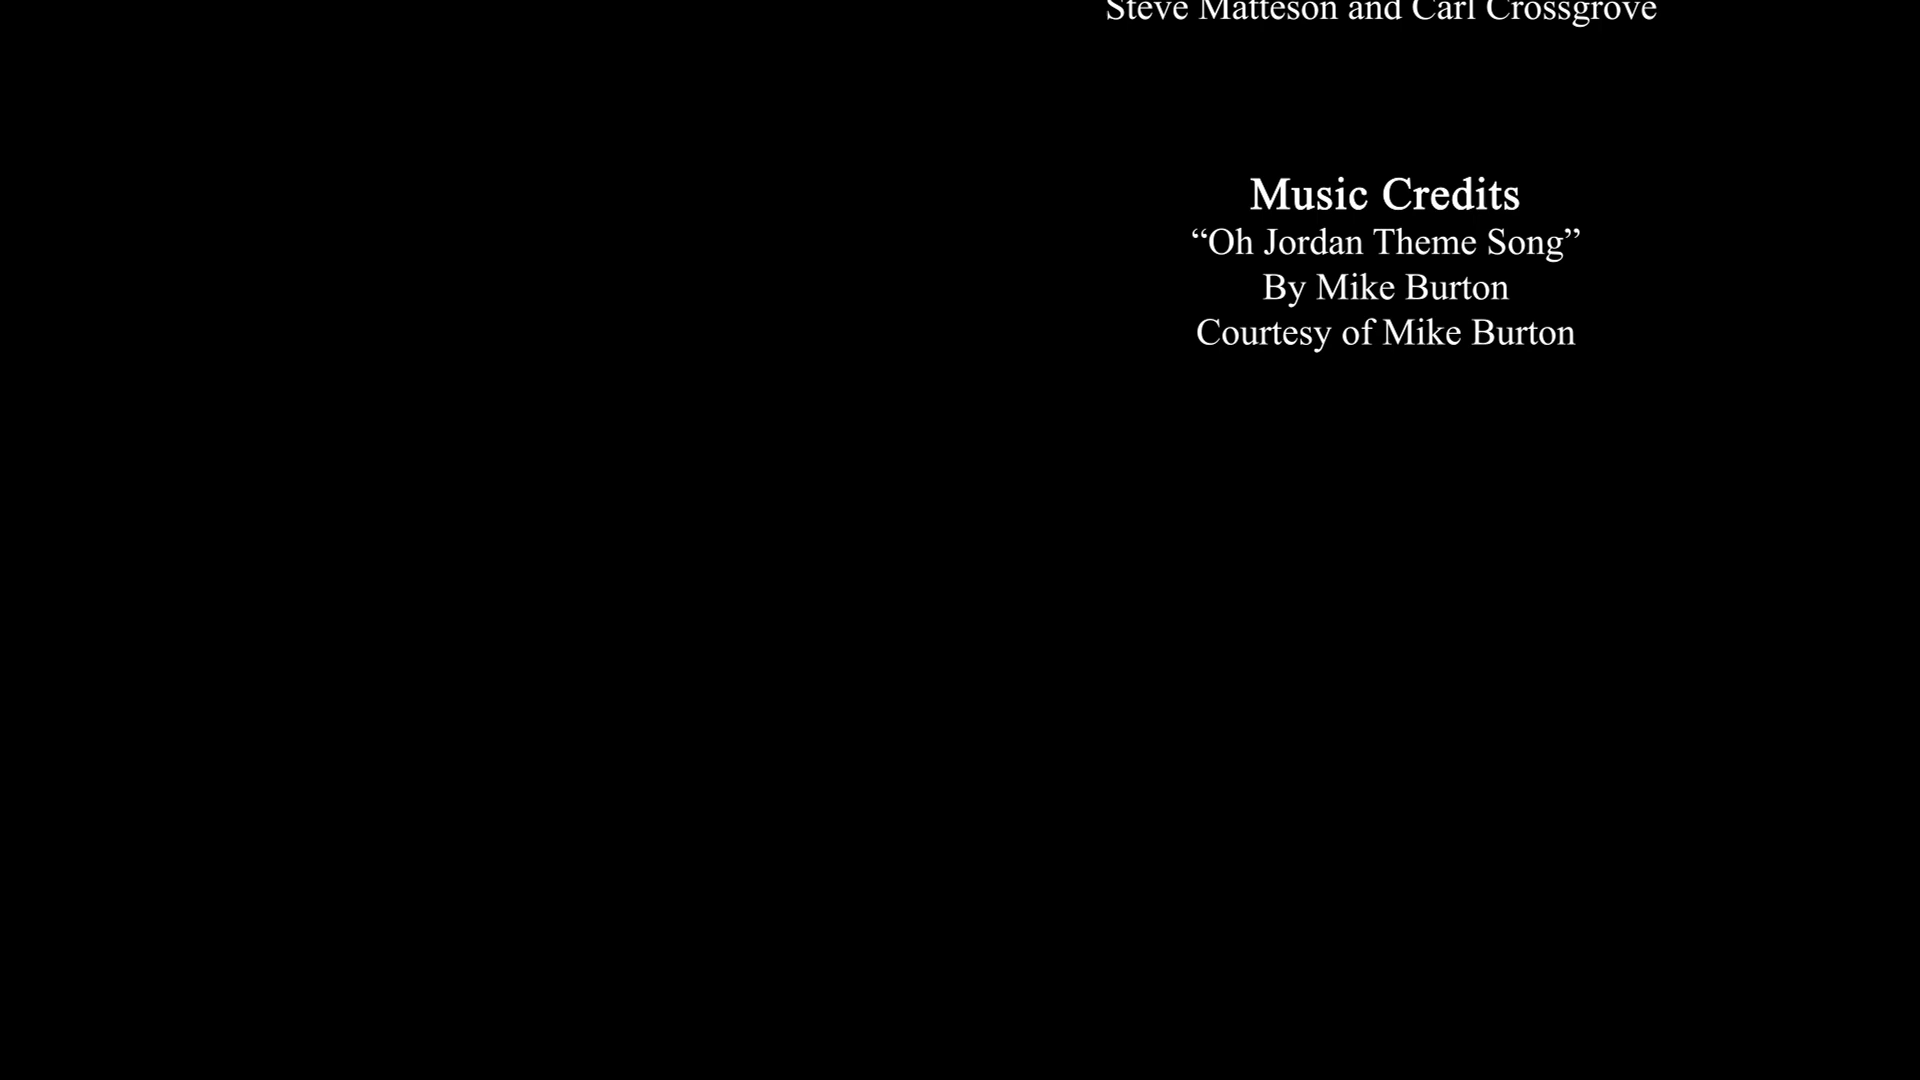 Steve Matteson and Carl Crossgrove
Music Credits
“Oh Jordan Theme Song”
By Mike Burton
Courtesy of Mike Burton